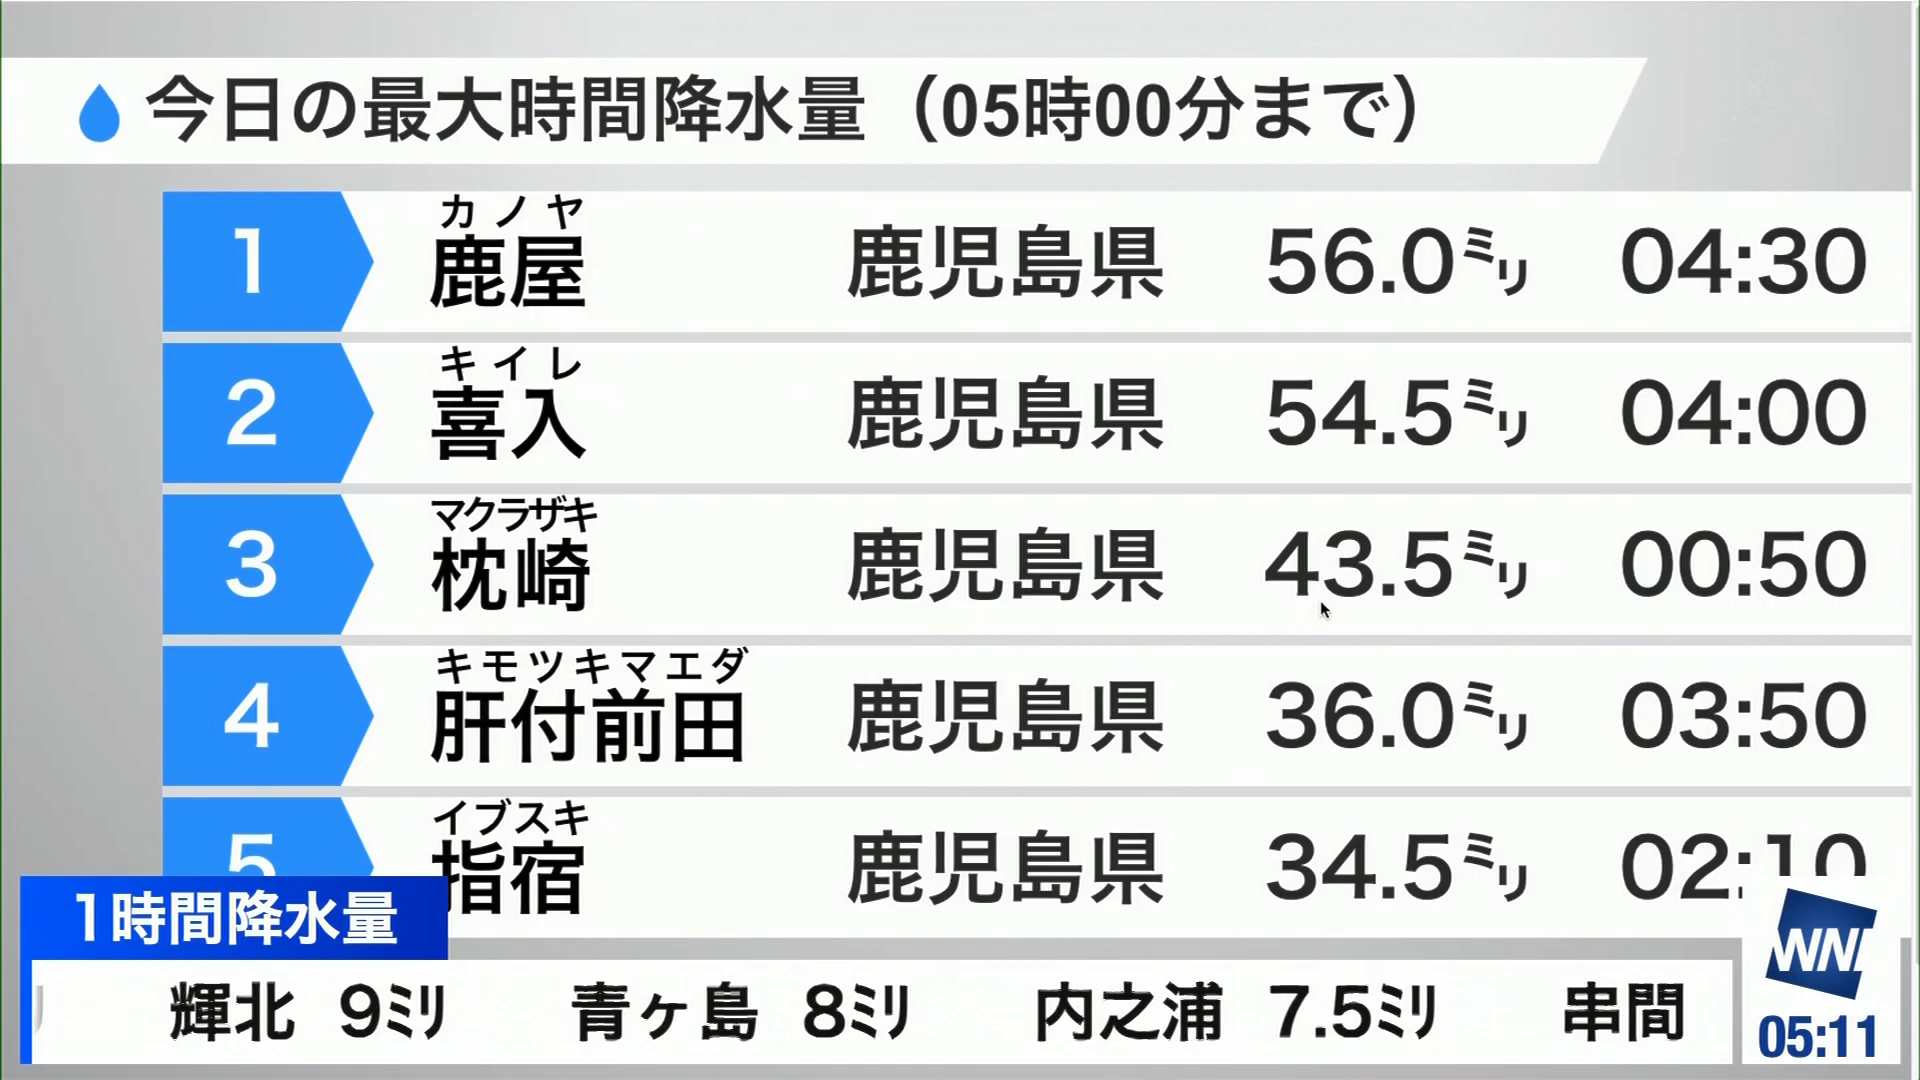 今日の最大時間降水量（05時00分まで）
カノヤ
1 鹿屋 鹿児島県 56.0ミリ 04:30
キイレ
2 喜入 鹿児島県 54.5ミリ 04:00
マクラザキ
3 枕崎 鹿児島県 43.5ミリ 00:50
キモツキマエダ
4 肝付前田 鹿児島県 36.0ミリ 03:50
イブスキ
5 指宿 鹿児島県 34.5ミリ 02:10
1時間降水量
輝北 9ミリ 青ヶ島 8ミリ 内之浦 7.5ミリ 串間
WNI
05:11